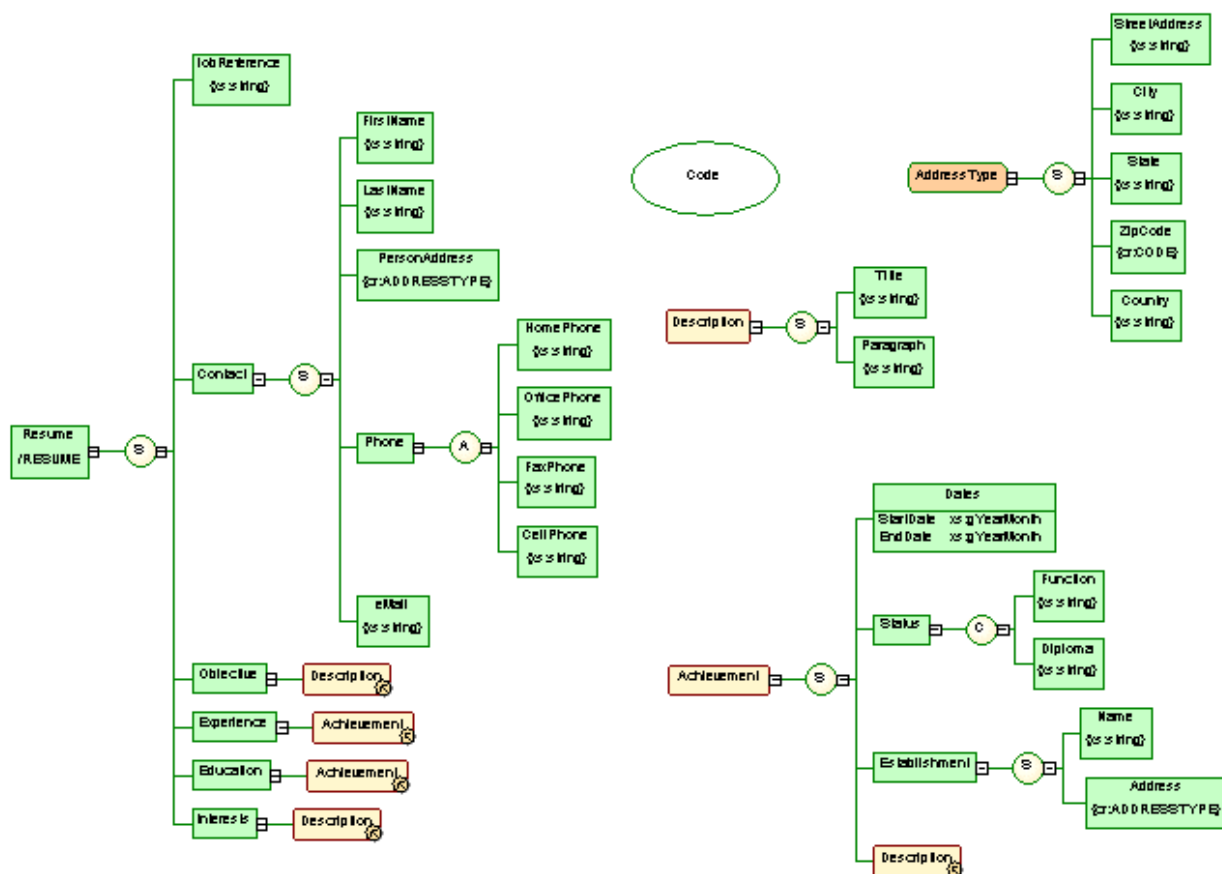 StreetAddress
{xs:string}
JobReference
{xs:string}
City
{xs:string}
FirstName
{xs:string}
Code
AddressType
S
State
{xs:string}
LastName
{xs:string}
ZipCode
{cr:CODE}
PersonAddress
{cr:ADDRESSTYPE}
Title
{xs:string}
Country
{xs:string}
Description
S
HomePhone
{xs:string}
Paragraph
{xs:string}
Contact
S
OfficePhone
{xs:string}
Resume
/RESUME
S
Phone
A
FaxPhone
{xs:string}
Dates
StartDate xs:gYearMonth
EndDate xs:gYearMonth
CellPhone
{xs:string}
Function
{xs:string}
eMail
{xs:string}
Status
C
Diploma
{xs:string}
Objective
Description
Achievement
S
Experience
Achievement
Name
{xs:string}
Education
Achievement
Establishment
S
Address
{cr:ADDRESSTYPE}
Interests
Description
Description